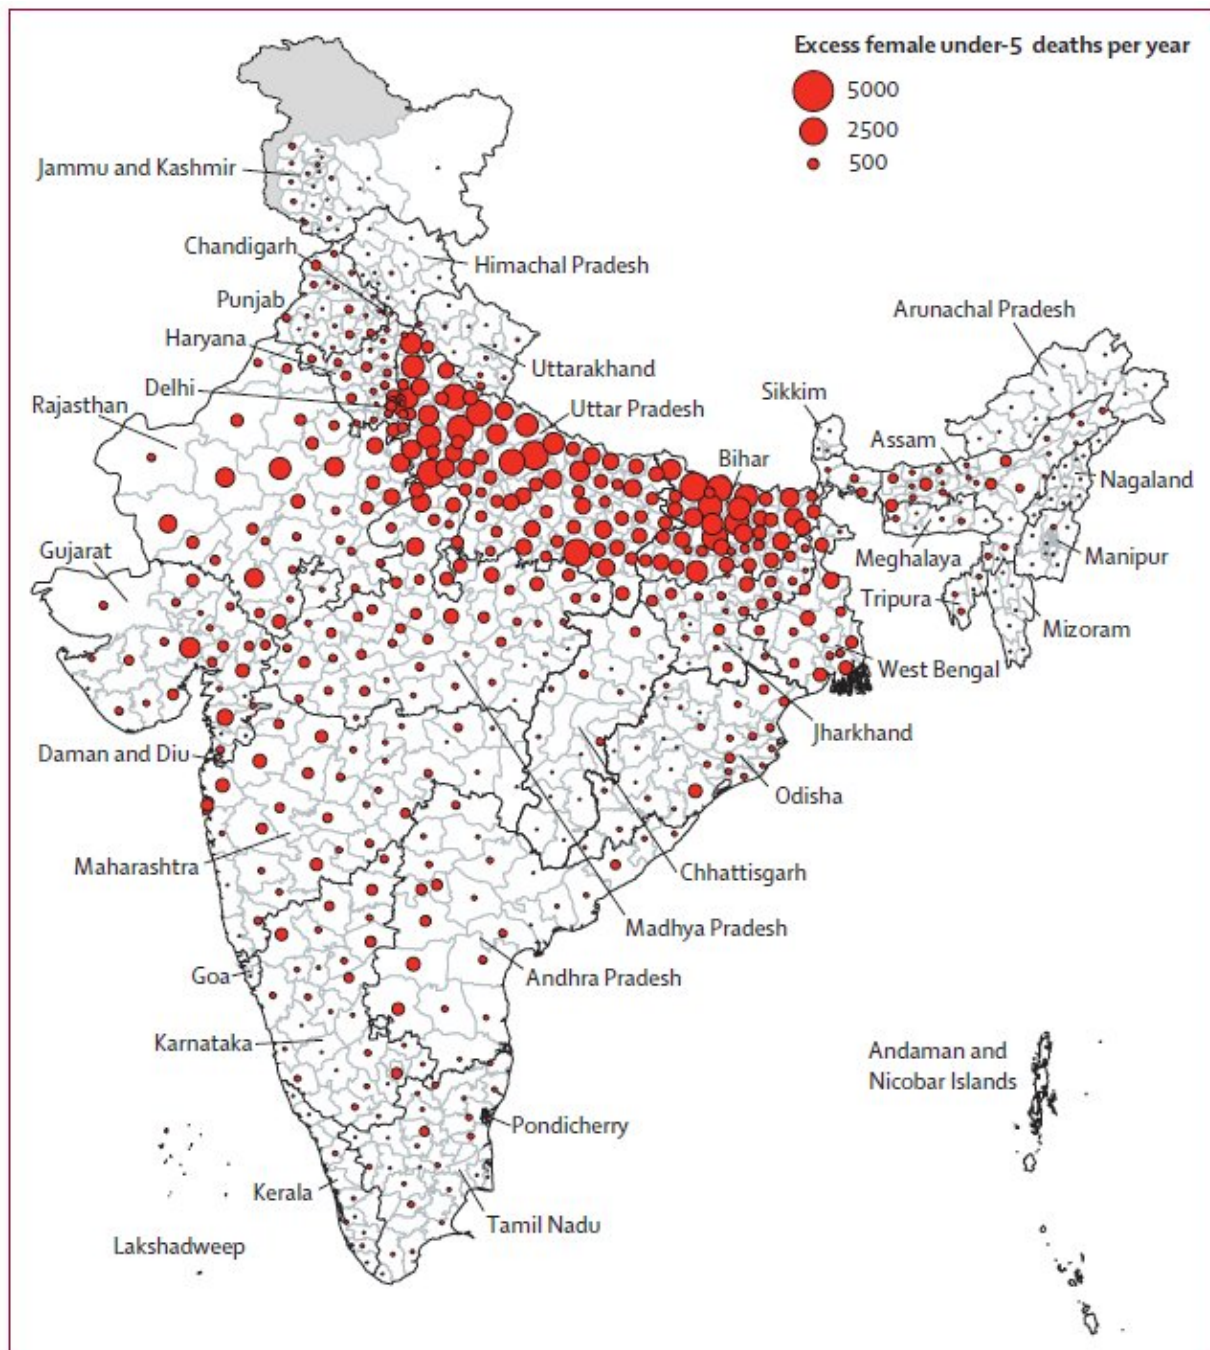 Excess female under-5 deaths per year
5000
2500
500
Jammu and Kashmir
Chandigarh
Himachal Pradesh
Punjab
Arunachal Pradesh
Haryana
Uttarakhand
Delhi
Sikkim
Rajasthan
Uttar Pradesh
Assam
Bihar
Nagaland
Gujarat
Meghalaya
Manipur
Tripura
Mizoram
West Bengal
Jharkhand
Daman and Diu
Odisha
Maharashtra
Chhattisgarh
Madhya Pradesh
Goa
Andhra Pradesh
Karnataka
Andaman and
Nicobar Islands
Pondicherry
Kerala
Tamil Nadu
Lakshadweep